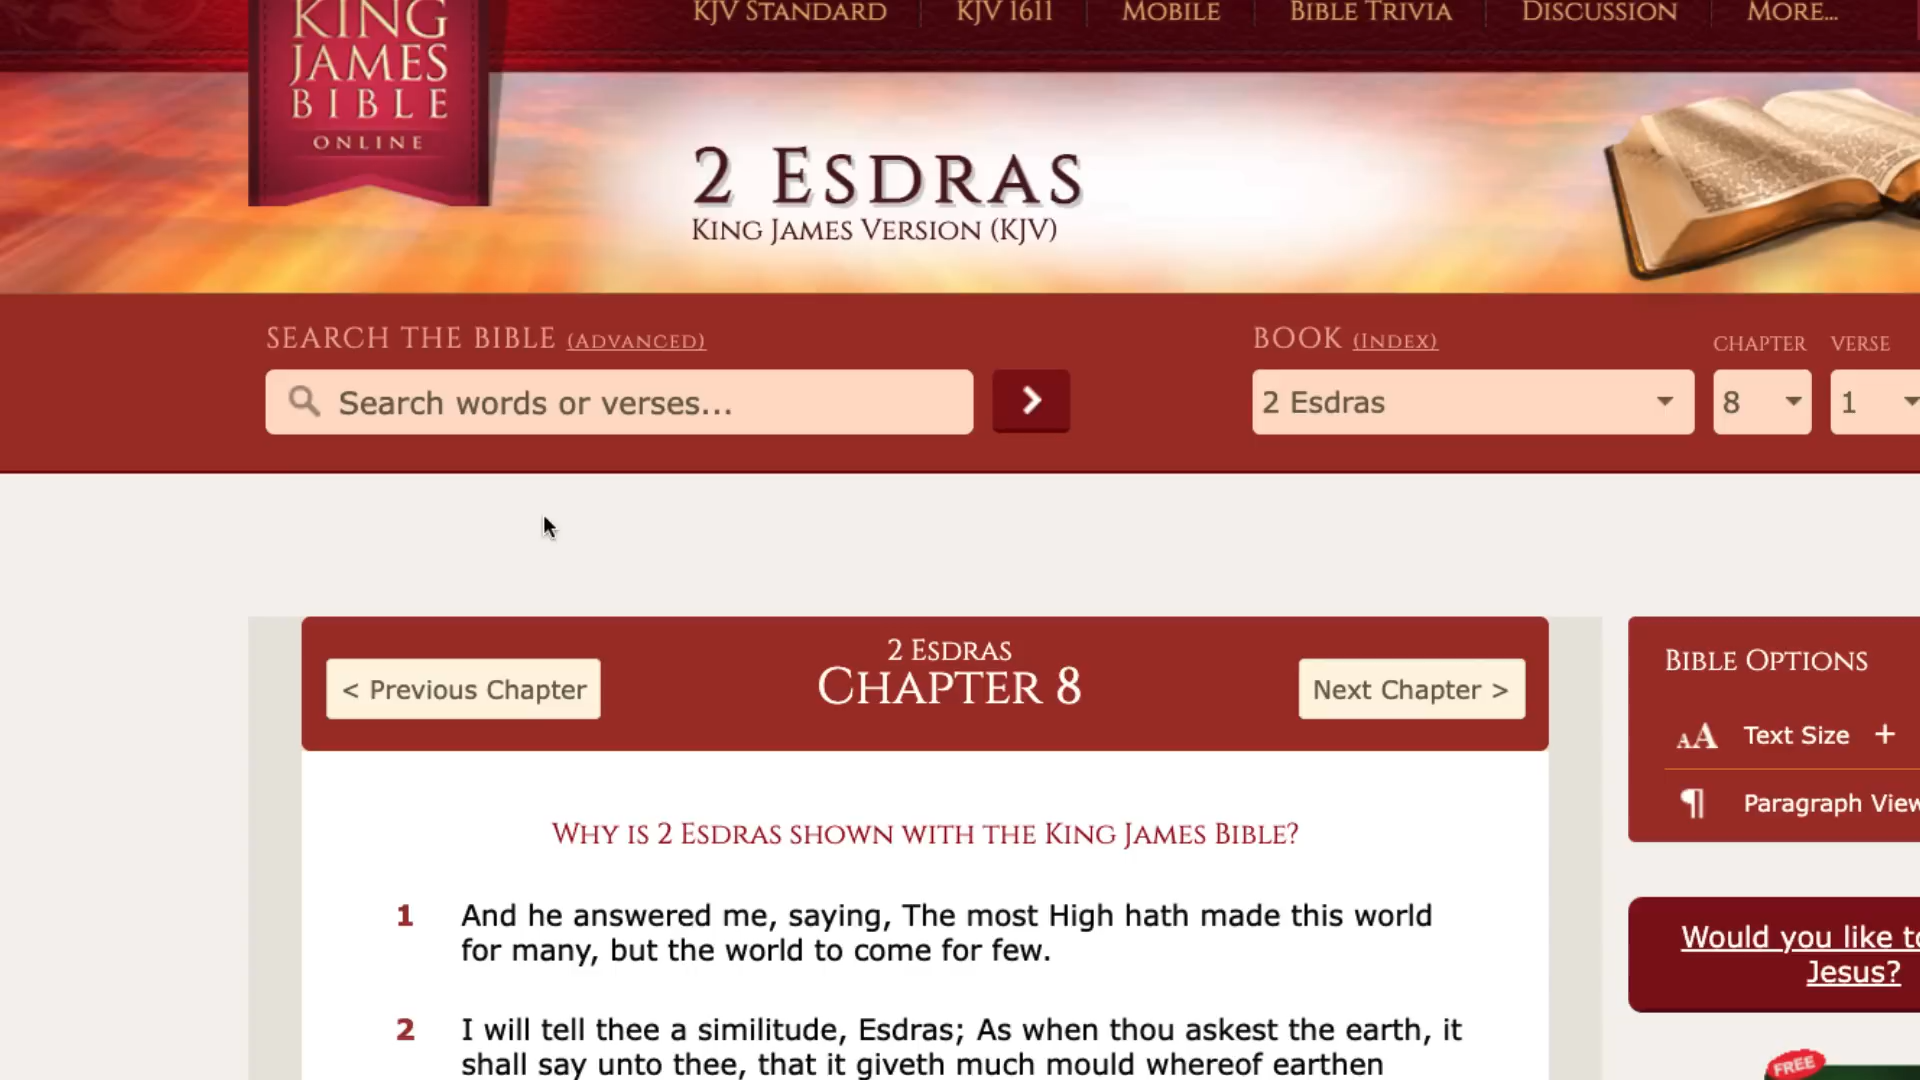 KING
JAMES
BIBLE
ONLINE
KJV STANDARD
KJV 1611
MOBILE
BIBLE TRIVIA
DISCUSSION
MORE...
2 ESDRAS
KING JAMES VERSION (KJV)
SEARCH THE BIBLE (ADVANCED)
Search words or verses...
BOOK (INDEX)
CHAPTER
VERSE
2 Esdras
8
1
< Previous Chapter
2 ESDRAS
CHAPTER 8
Next Chapter >
WHY IS 2 ESDRAS SHOWN WITH THE KING JAMES BIBLE?
1 And he answered me, saying, The most High hath made this world
for many, but the world to come for few.
2 I will tell thee a similitude, Esdras; As when thou askest the earth, it
shall say unto thee, that it giveth much mould whereof earthen
BIBLE OPTIONS
AA Text Size +
¶ Paragraph View
Would you like to
Jesus?
FREE